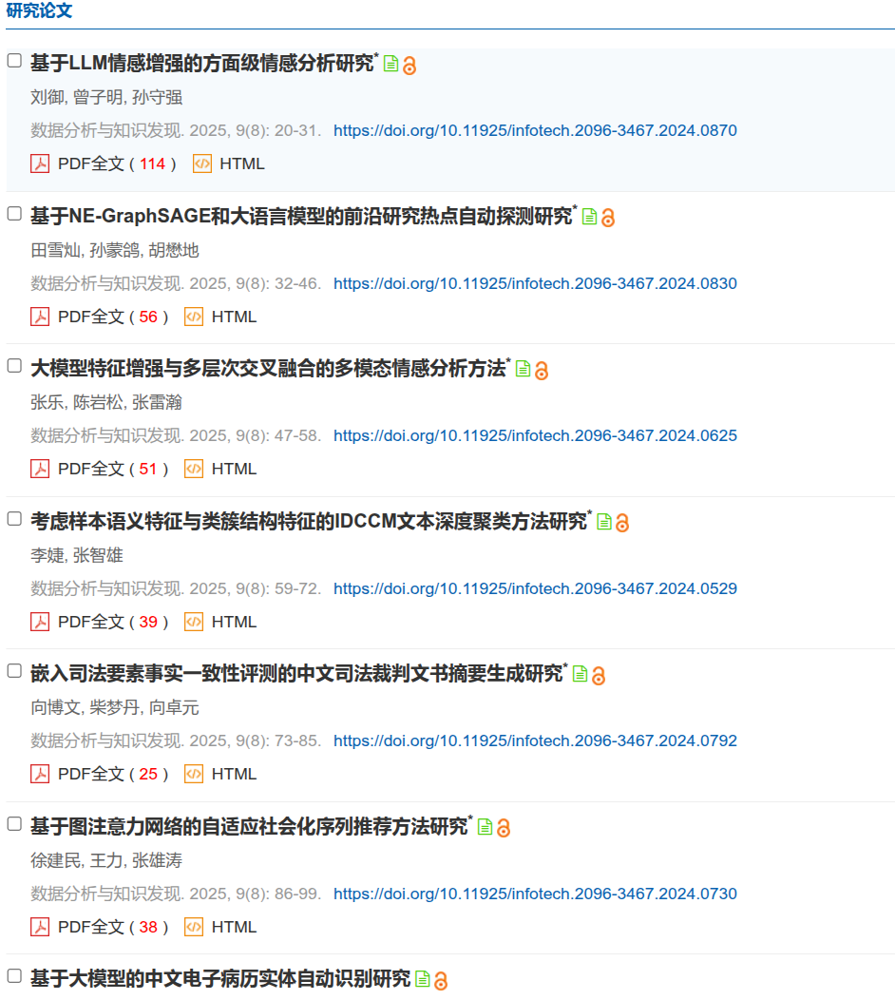 研究论文
基于LLM情感增强的方面级情感分析研究*
刘御, 曾子明, 孙守强
数据分析与知识发现. 2025, 9(8): 20-31. https://doi.org/10.11925/infotech.2096-3467.2024.0870
PDF全文 ( 114 ) HTML
基于NE-GraphSAGE和大语言模型的前沿研究热点自动探测研究*
田雪灿, 孙蒙鸽, 胡懋地
数据分析与知识发现. 2025, 9(8): 32-46. https://doi.org/10.11925/infotech.2096-3467.2024.0830
PDF全文 ( 56 ) HTML
大模型特征增强与多层次交叉融合的多模态情感分析方法*
张乐, 陈岩松, 张雷瀚
数据分析与知识发现. 2025, 9(8): 47-58. https://doi.org/10.11925/infotech.2096-3467.2024.0625
PDF全文 ( 51 ) HTML
考虑样本语义特征与类簇结构特征的IDCCM文本深度聚类方法研究*
李婕, 张智雄
数据分析与知识发现. 2025, 9(8): 59-72. https://doi.org/10.11925/infotech.2096-3467.2024.0529
PDF全文 ( 39 ) HTML
嵌入司法要素事实一致性评测的中文司法裁判文书摘要生成研究*
向博文, 柴梦丹, 向卓元
数据分析与知识发现. 2025, 9(8): 73-85. https://doi.org/10.11925/infotech.2096-3467.2024.0792
PDF全文 ( 25 ) HTML
基于图注意力网络的自适应社会化序列推荐方法研究*
徐建民, 王力, 张雄涛
数据分析与知识发现. 2025, 9(8): 86-99. https://doi.org/10.11925/infotech.2096-3467.2024.0730
PDF全文 ( 38 ) HTML
基于大模型的中文电子病历实体自动识别研究